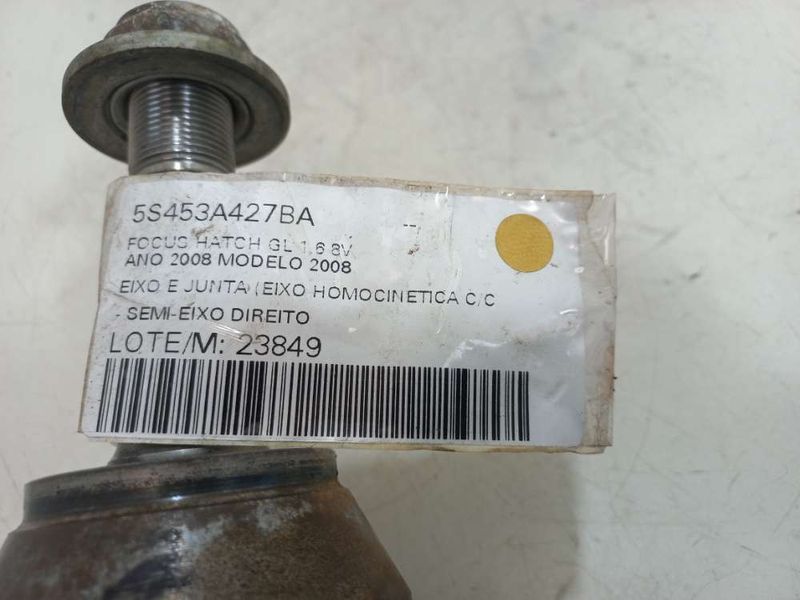 5S453A427BA
FOCUS HATCH GL 1.6 8V
ANO 2008 MODELO 2008
EIXO E JUNTA (EIXO HOMOCINETICA C/C
- SEMI-EIXO DIREITO
LOTE/M: 23849